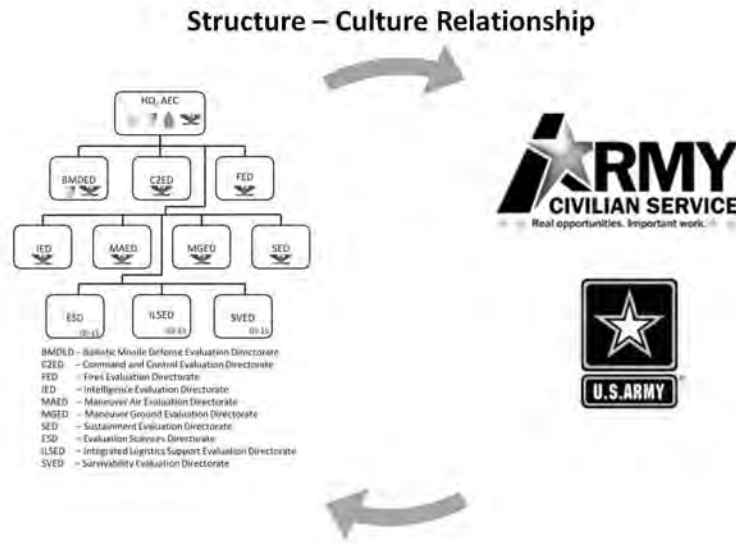 Structure – Culture Relationship
HQ, AEC
BMDED
C2ED
FED
IED
MAED
MGED
SED
ESD
ILSED
SVED
BMDED – Ballistic Missile Defense Evaluation Directorate
C2ED – Command and Control Evaluation Directorate
FED – Fires Evaluation Directorate
IED – Intelligence Evaluation Directorate
MAED – Maneuver Air Evaluation Directorate
MGED – Maneuver Ground Evaluation Directorate
SED – Sustainment Evaluation Directorate
ESD – Evaluation Sciences Directorate
ILSED – Integrated Logistics Support Evaluation Directorate
SVED – Survivability Evaluation Directorate
ARMY
CIVILIAN SERVICE
Real opportunities. Important work.
U.S.ARMY